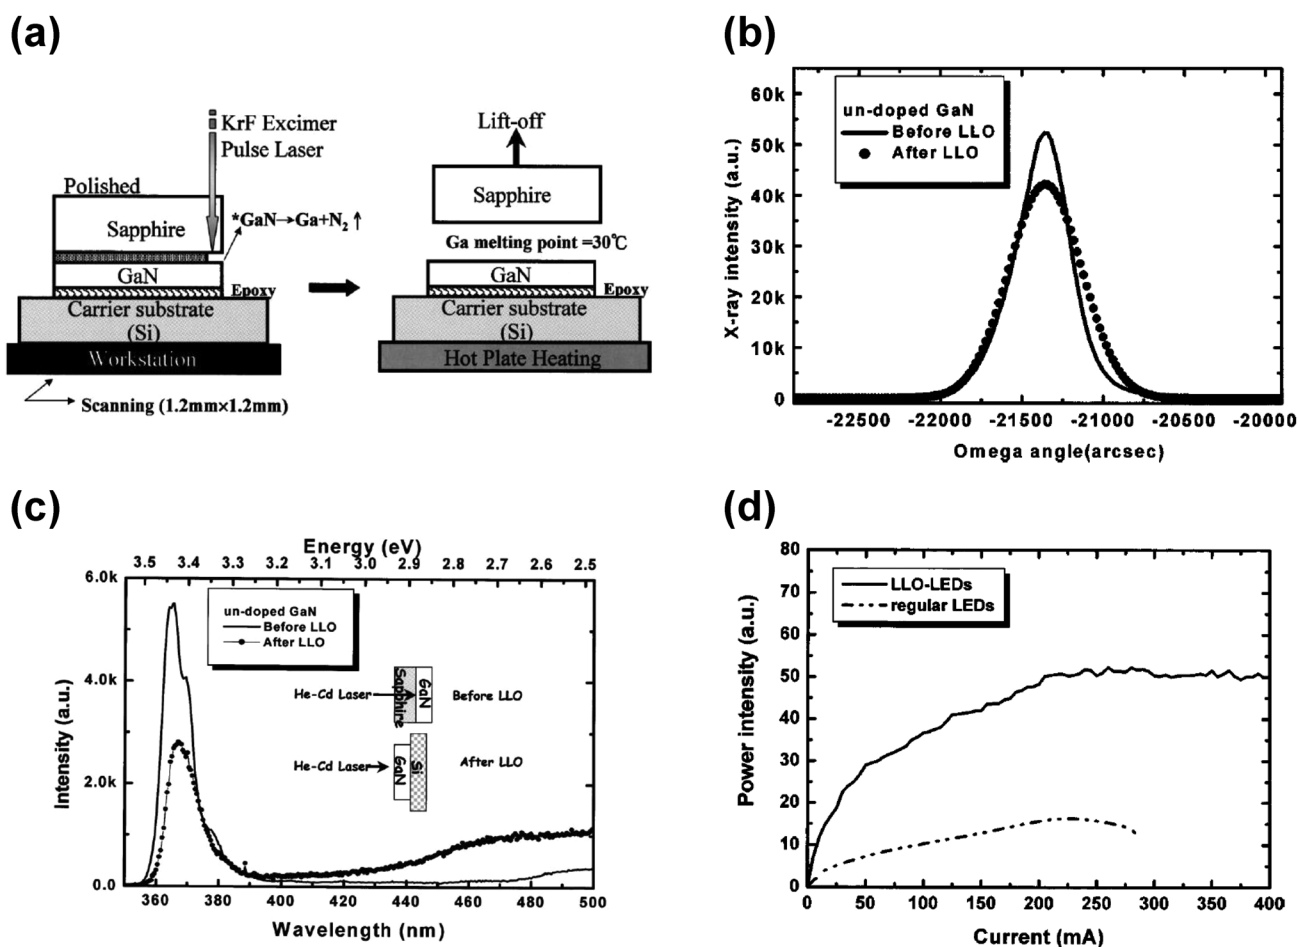 (a)
KrF Excimer
Pulse Laser
Polished
Sapphire
*GaN→Ga+N₂ ↑
GaN
Epoxy
Carrier substrate
(Si)
Workstation
Scanning (1.2mm×1.2mm)
Lift-off
Sapphire
Ga melting point =30℃
GaN
Epoxy
Carrier substrate
(Si)
Hot Plate Heating
(b)
X-ray intensity (a.u.)
60k
50k
40k
30k
20k
10k
0
un-doped GaN
Before LLO
After LLO
-22500 -22000 -21500 -21000 -20500 -20000
Omega angle(arcsec)
(c)
Energy (eV)
3.5 3.4 3.3 3.2 3.1 3.0 2.9 2.8 2.7 2.6 2.5
Intensity (a.u.)
6.0k
4.0k
2.0k
0.0
un-doped GaN
Before LLO
After LLO
He-Cd Laser
Sapphire
GaN
Before LLO
He-Cd Laser
GaN
Si
After LLO
360 380 400 420 440 460 480 500
Wavelength (nm)
(d)
Power intensity (a.u.)
80
70
60
50
40
30
20
10
0
LLO-LEDs
regular LEDs
0 50 100 150 200 250 300 350 400
Current (mA)